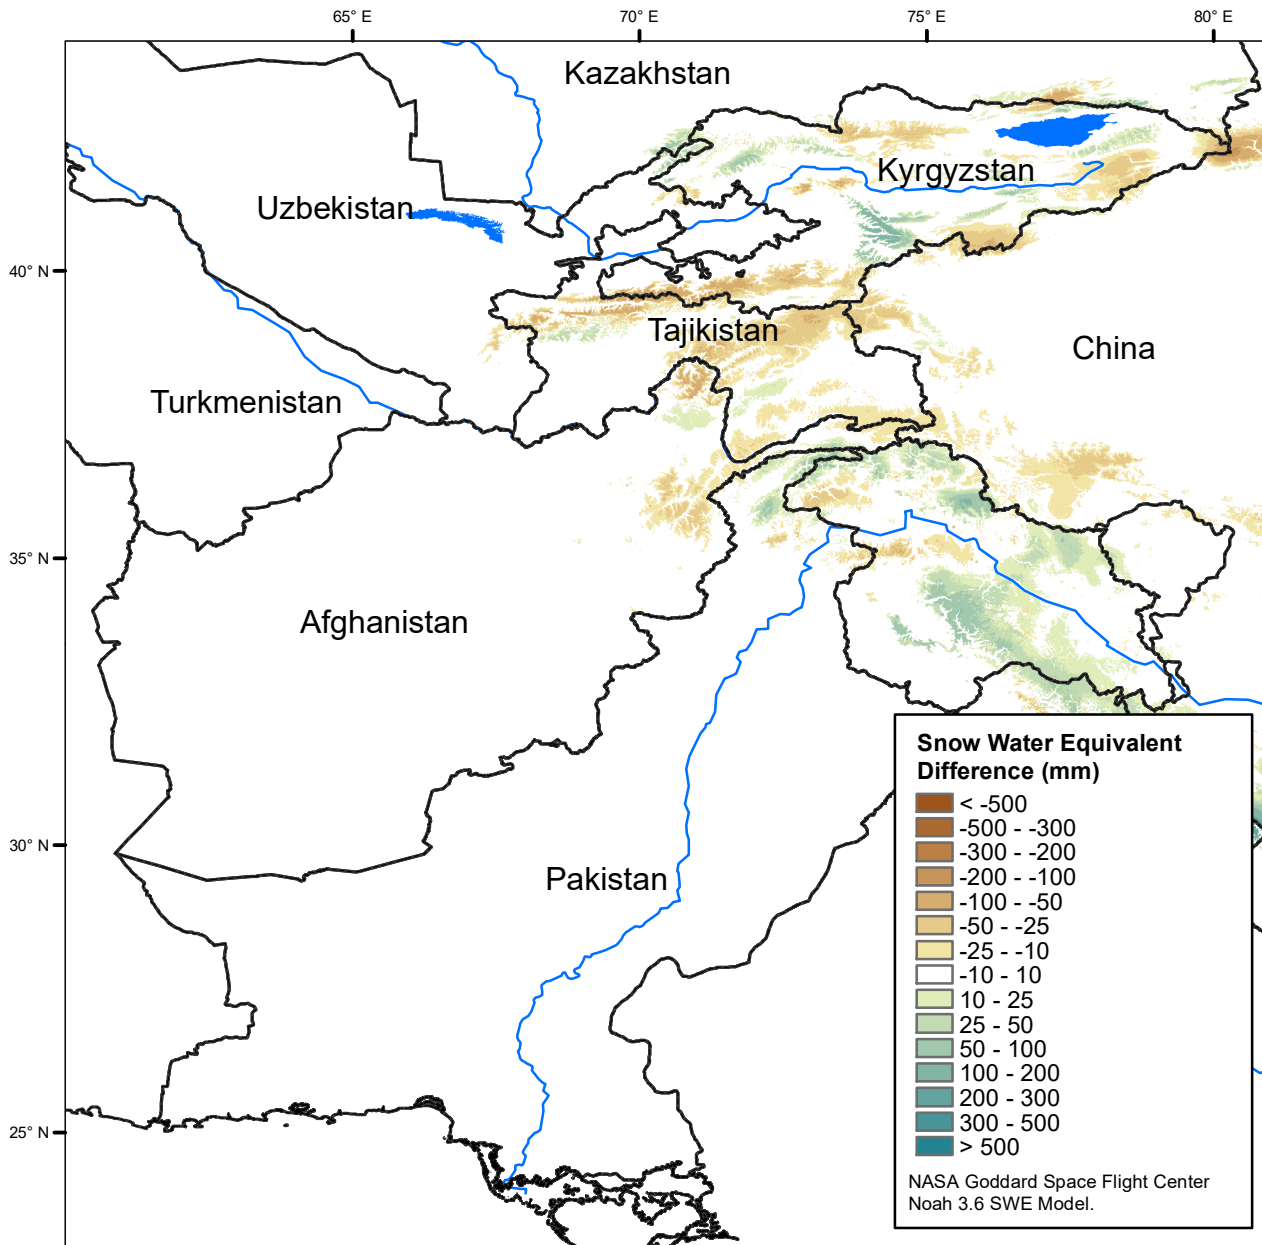 65° E
70° E
75° E
80° E
Kazakhstan
Kyrgyzstan
Uzbekistan
40° N
Tajikistan
China
Turkmenistan
35° N
Afghanistan
30° N
Pakistan
25° N
Snow Water Equivalent
Difference (mm)
< -500
-500 - -300
-300 - -200
-200 - -100
-100 - -50
-50 - -25
-25 - -10
-10 - 10
10 - 25
25 - 50
50 - 100
100 - 200
200 - 300
300 - 500
> 500
NASA Goddard Space Flight Center
Noah 3.6 SWE Model.